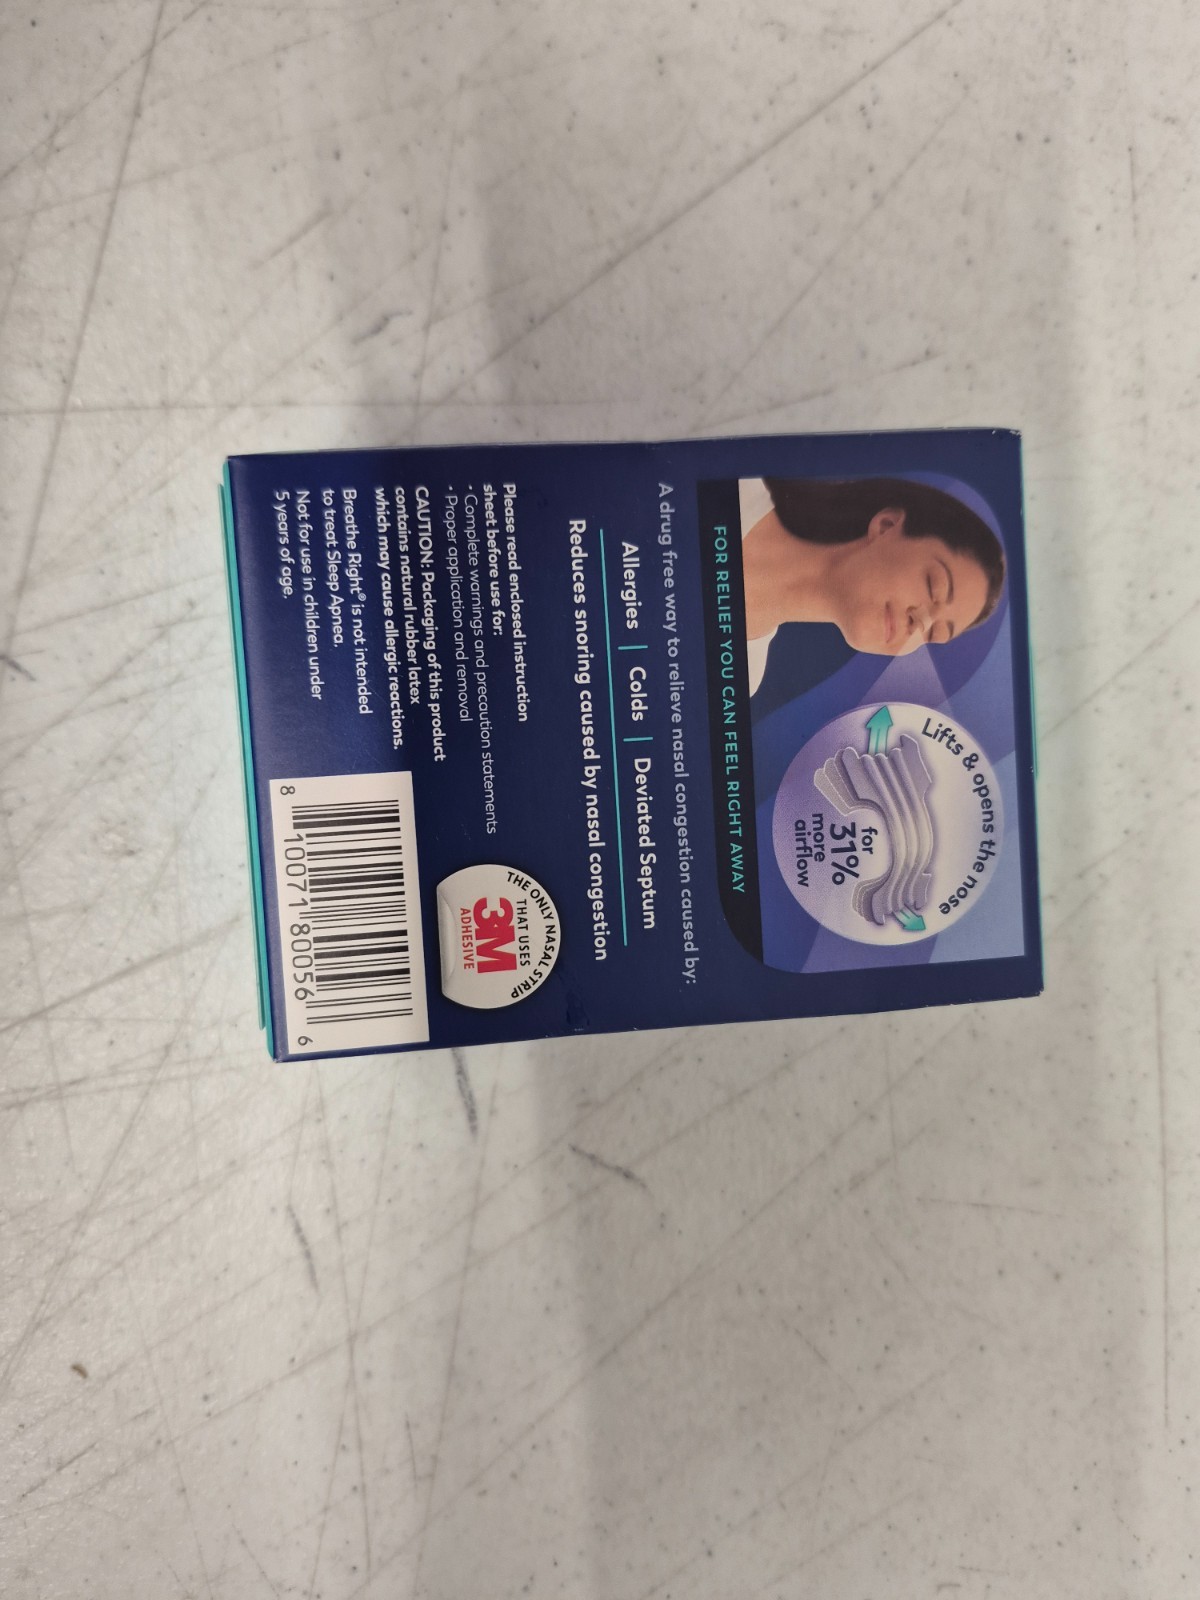 Lifts & opens the nose
for
31%
more
airflow
FOR RELIEF YOU CAN FEEL RIGHT AWAY
A drug free way to relieve nasal congestion caused by:
Allergies | Colds | Deviated Septum
Reduces snoring caused by nasal congestion
Please read enclosed instruction
sheet before use for:
• Complete warnings and precaution statements
• Proper application and removal
CAUTION: Packaging of this product
contains natural rubber latex
which may cause allergic reactions.
Breathe Right® is not intended
to treat Sleep Apnea.
Not for use in children under
5 years of age.
THE ONLY NASAL STRIP
THAT USES
3M
ADHESIVE
8 10071 80056 6